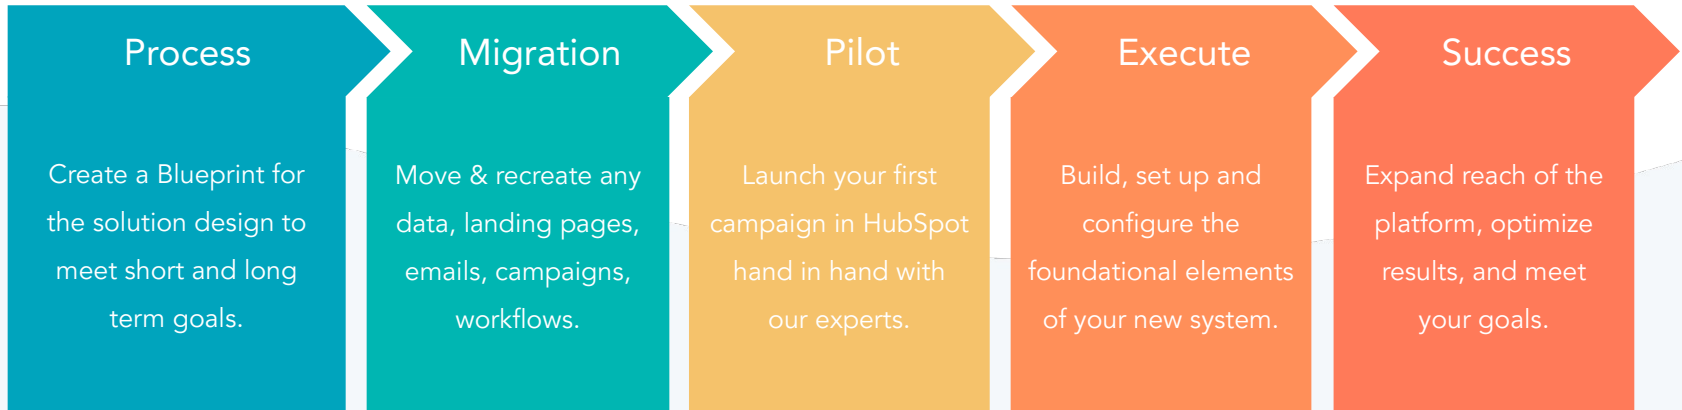 Process
Create a Blueprint for
the solution design to
meet short and long
term goals.
Migration
Move & recreate any
data, landing pages,
emails, campaigns,
workflows.
Pilot
Launch your first
campaign in HubSpot
hand in hand with
our experts.
Execute
Build, set up and
configure the
foundational elements
of your new system.
Success
Expand reach of the
platform, optimize
results, and meet
your goals.